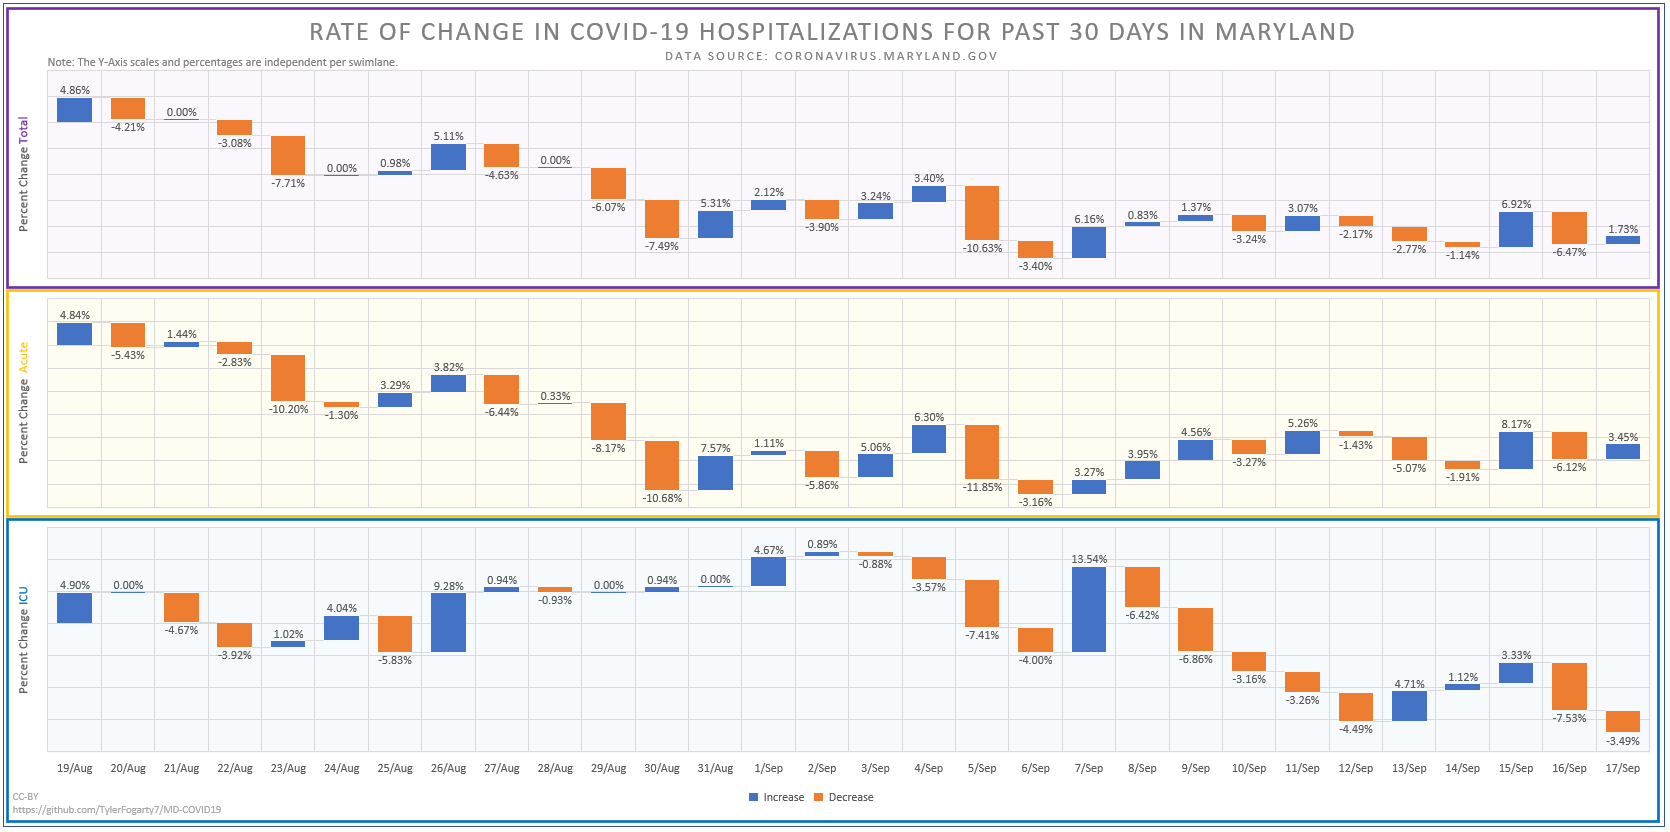 RATE OF CHANGE IN COVID-19 HOSPITALIZATIONS FOR PAST 30 DAYS IN MARYLAND
DATA SOURCE: CORONAVIRUS.MARYLAND.GOV
Note: The Y-Axis scales and percentages are independent per swimlane.
Percent Change Total
4.86% -4.21% 0.00% -3.08% -7.71% 0.00% 0.98% 5.11% -4.63% 0.00% -6.07% -7.49% 5.31% 2.12% -3.90% 3.24% 3.40% -10.63% -3.40% 6.16% 0.83% 1.37% -3.24% 3.07% -2.17% -2.77% -1.14% 6.92% -6.47% 1.73%
Percent Change Acute
4.84% -5.43% 1.44% -2.83% -10.20% -1.30% 3.29% 3.82% -6.44% 0.33% -8.17% -10.68% 7.57% 1.11% -5.86% 5.06% 6.30% -11.85% -3.16% 3.27% 3.95% 4.56% -3.27% 5.26% -1.43% -5.07% -1.91% 8.17% -6.12% 3.45%
Percent Change ICU
4.90% 0.00% -4.67% -3.92% 1.02% 4.04% -5.83% 9.28% 0.94% -0.93% 0.00% 0.94% 0.00% 4.67% 0.89% -0.88% -3.57% -7.41% -4.00% 13.54% -6.42% -6.86% -3.16% -3.26% -4.49% 4.71% 1.12% 3.33% -7.53% -3.49%
19/Aug 20/Aug 21/Aug 22/Aug 23/Aug 24/Aug 25/Aug 26/Aug 27/Aug 28/Aug 29/Aug 30/Aug 31/Aug 1/Sep 2/Sep 3/Sep 4/Sep 5/Sep 6/Sep 7/Sep 8/Sep 9/Sep 10/Sep 11/Sep 12/Sep 13/Sep 14/Sep 15/Sep 16/Sep 17/Sep
Increase Decrease
CC-BY
https://github.com/TylerFogarty7/MD-COVID19